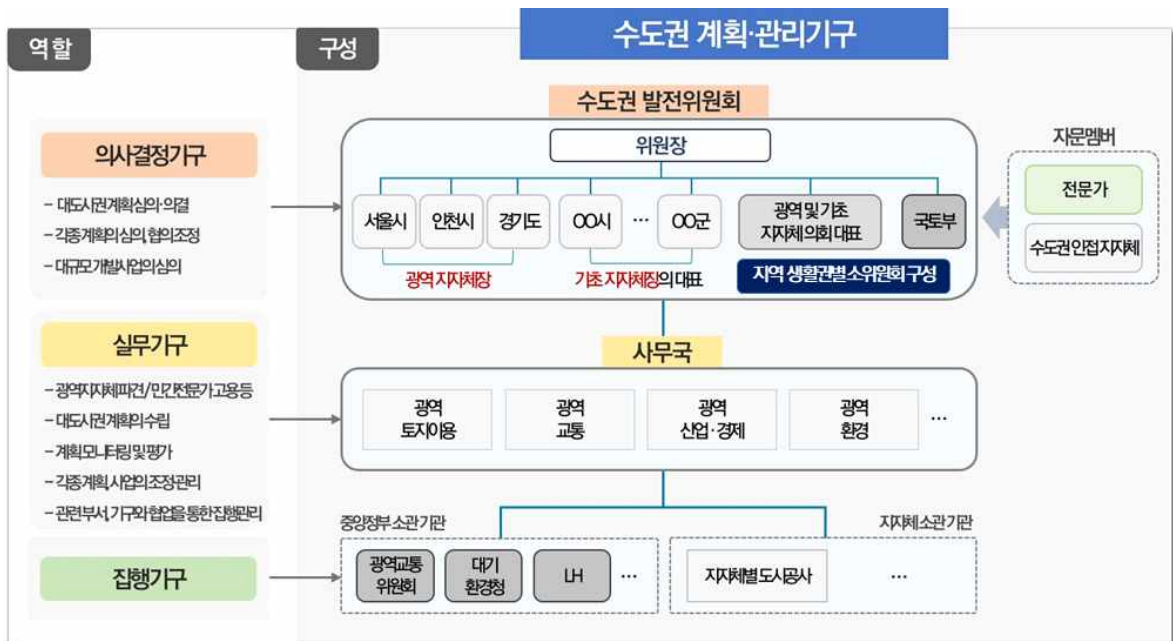 수도권 계획·관리기구
역할
구성
수도권 발전위원회
의사결정기구
- 대도시권계획심의·의결
- 각종계획의심의, 협의조정
- 대규모개발사업의심의
위원장
서울시
인천시
경기도
OO시
...
OO군
광역 및 기초
지자체 의회 대표
국토부
광역 지자체장
기초 지자체장의 대표
지역 생활권별 소위원회 구성
자문멤버
전문가
수도권 인접 지자체
실무기구
- 광역지자체파견/민간전문가고용등
- 대도시권계획의수립
- 계획모니터링및평가
- 각종계획,사업의조정관리
- 관련부서, 기구와 협업을 통한 집행관리
사무국
광역
토지이용
광역
교통
광역
산업·경제
광역
환경
...
집행기구
중앙정부 소관 기관
광역교통
위원회
대기
환경청
LH
...
지자체 소관 기관
지자체별 도시공사
...